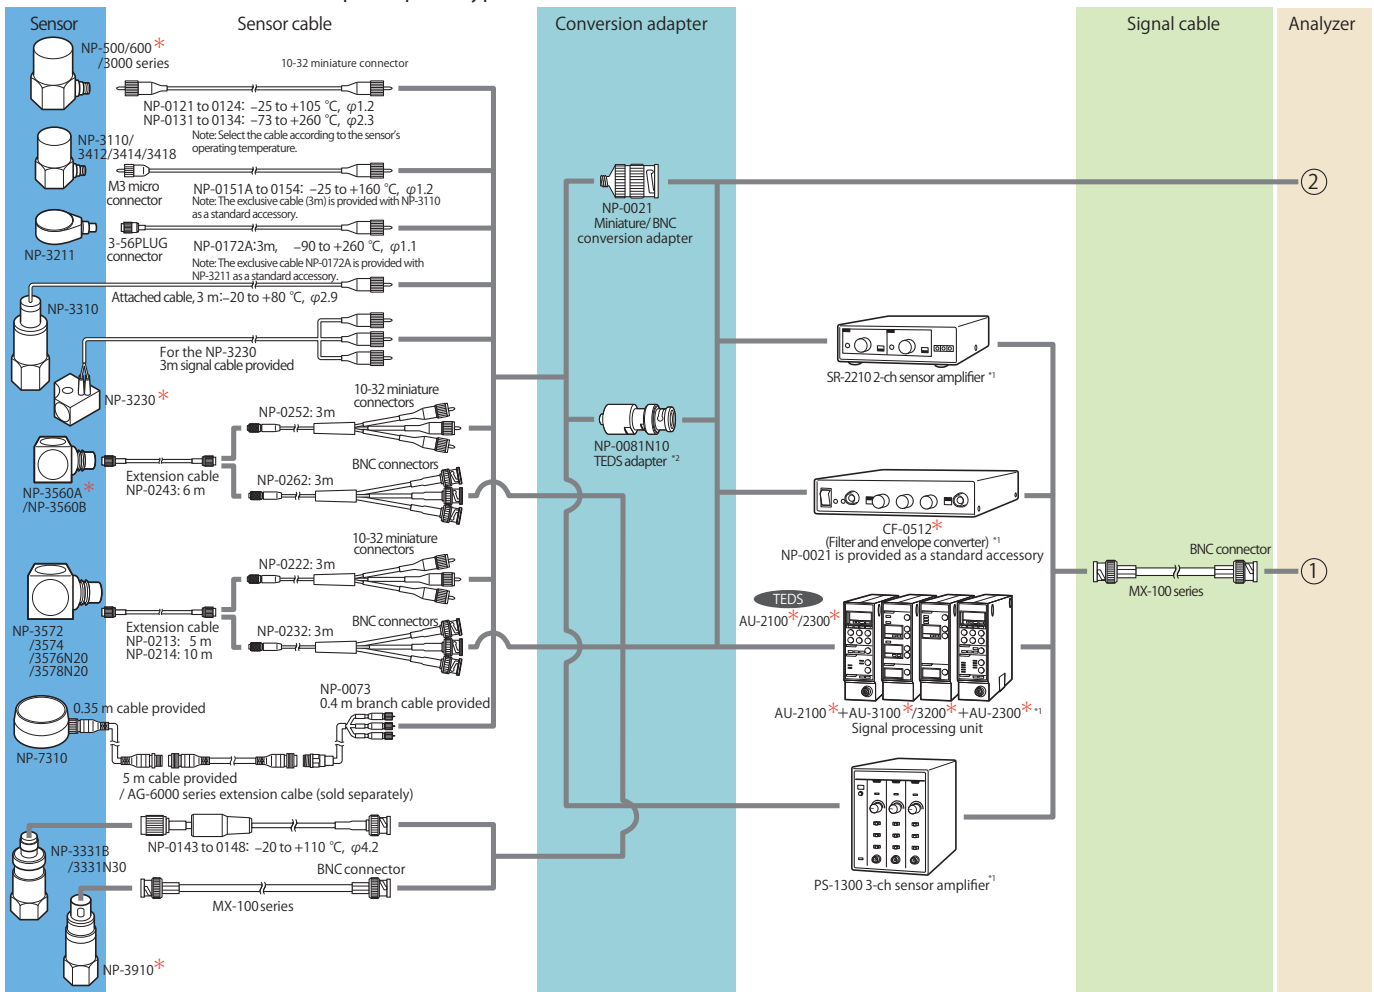 Sensor
Sensor cable
Conversion adapter
Signal cable
Analyzer
NP-500/600*
/3000 series
10-32 miniature connector
NP-0121 to 0124: –25 to +105 °C, φ1.2
NP-0131 to 0134: –73 to +260 °C, φ2.3
Note: Select the cable according to the sensor's
operating temperature.
NP-3110/
3412/3414/3418
M3 micro
connector
NP-0151A to 0154: –25 to +160 °C, φ1.2
Note: The exclusive cable (3m) is provided with NP-3110
as a standard accessory.
NP-3211
3-56PLUG
connector
NP-0172A:3m, –90 to +260 °C, φ1.1
Note: The exclusive cable NP-0172A is provided with
NP-3211 as a standard accessory.
NP-3310
Attached cable, 3 m:–20 to +80 °C, φ2.9
For the NP-3230
3m signal cable provided
NP-3230*
NP-0252: 3m
10-32 miniature
connectors
Extension cable
NP-0243: 6 m
NP-3560A*
/NP-3560B
NP-0262: 3m
BNC connectors
NP-0222: 3m
10-32 miniature
connectors
NP-3572
/3574
/3576N20
/3578N20
Extension cable
NP-0213: 5 m
NP-0214: 10 m
NP-0232: 3m
BNC connectors
NP-0073
0.4 m branch cable provided
0.35 m cable provided
NP-7310
5 m cable provided
/ AG-6000 series extension calbe (sold separately)
NP-3331B
/3331N30
NP-0143 to 0148: –20 to +110 °C, φ4.2
BNC connector
MX-100 series
NP-3910*
NP-0021
Miniature/ BNC
conversion adapter
NP-0081N10
TEDS adapter *2
SR-2210 2-ch sensor amplifier *1
CF-0512*
(Filter and envelope converter) *1
NP-0021 is provided as a standard accessory
TEDS
AU-2100*/2300*
AU-2100*+AU-3100*/3200*+AU-2300* *1
Signal processing unit
PS-1300 3-ch sensor amplifier*1
BNC connector
MX-100 series
②
①